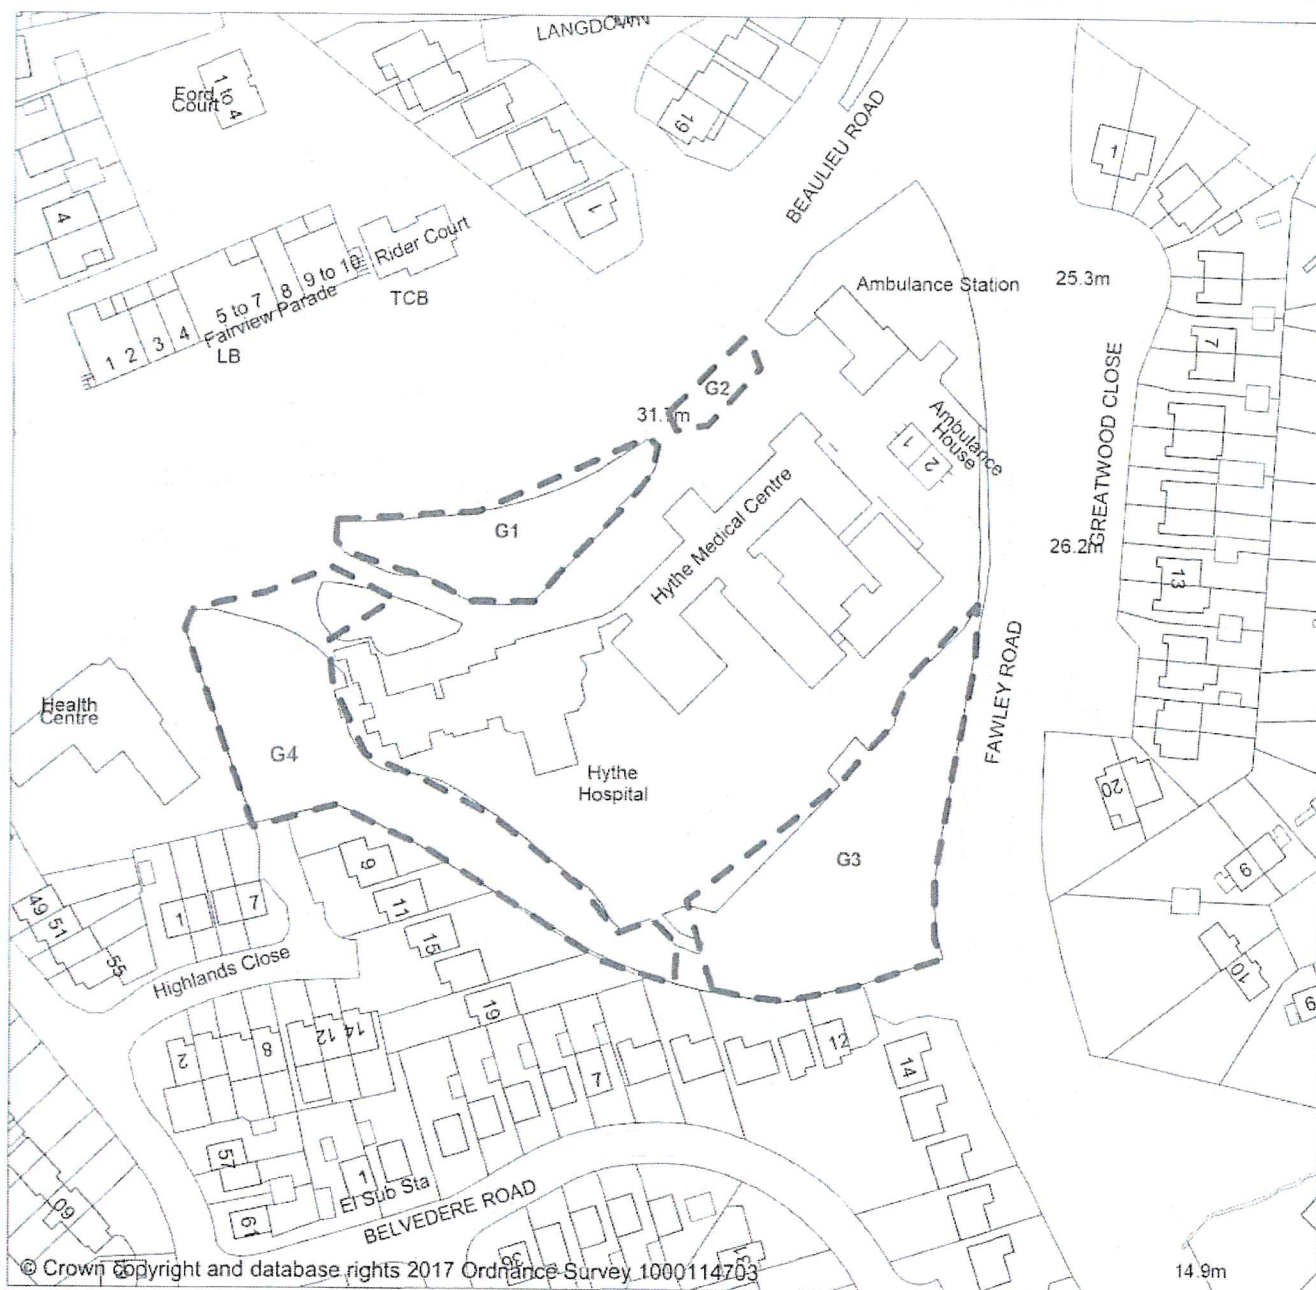 LANGDOWN
Ford
Court
1 to 4
19
BEAULIEU ROAD
1
4
1
Rider Court
9 to 10
8
5 to 7
Fairview Parade
1 2 3 4
TCB
LB
Ambulance Station
25.3m
7
GREATWOOD CLOSE
G2
Ambulance
House
1
2
G1
Hythe Medical Centre
26.2m
13
FAWLEY ROAD
Health
Centre
G4
Hythe
Hospital
G3
20
9
10
9
49 51
55
1
7
9
11
15
19
Highlands Close
2
8
12
14
7
12
14
57
61
60
1
El Sub Sta
BELVEDERE ROAD
36
31
© Crown copyright and database rights 2017 Ordnance Survey 1000114703
14.9m